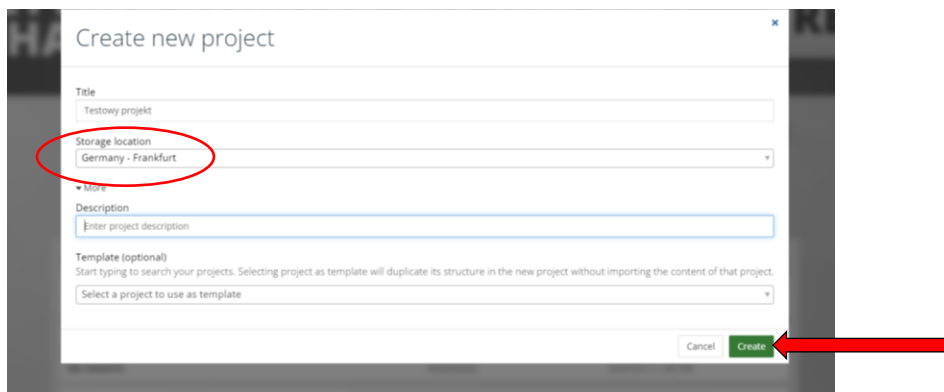 Create new project
×
Title
Testowy projekt
Storage location
Germany - Frankfurt
More
Description
Enter project description
Template (optional)
Start typing to search your projects. Selecting project as template will duplicate its structure in the new project without importing the content of that project.
Select a project to use as template
Cancel Create